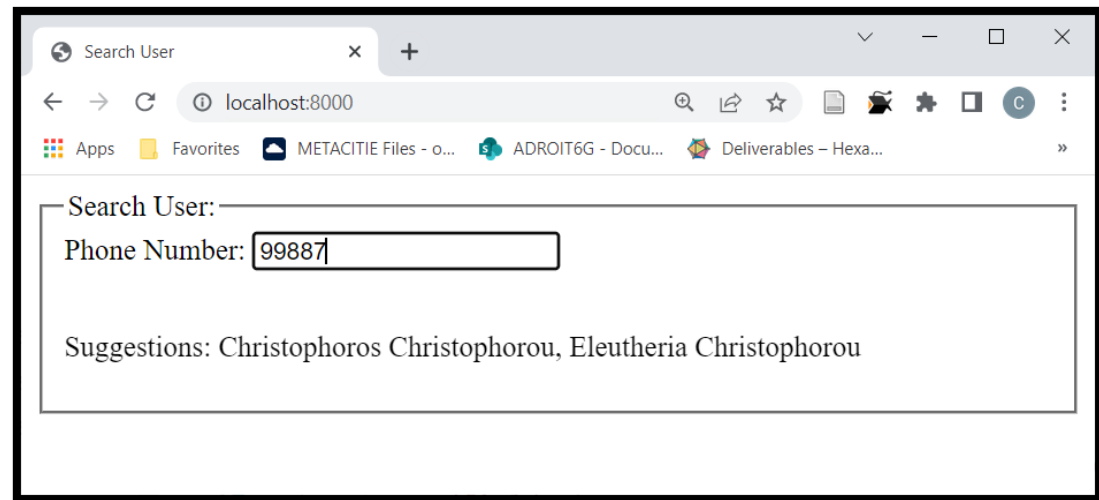 Search User
localhost:8000
Apps Favorites METACITIE Files - o... ADROIT6G - Docu... Deliverables – Hexa... »
Search User:
Phone Number: 99887
Suggestions: Christophoros Christophorou, Eleutheria Christophorou